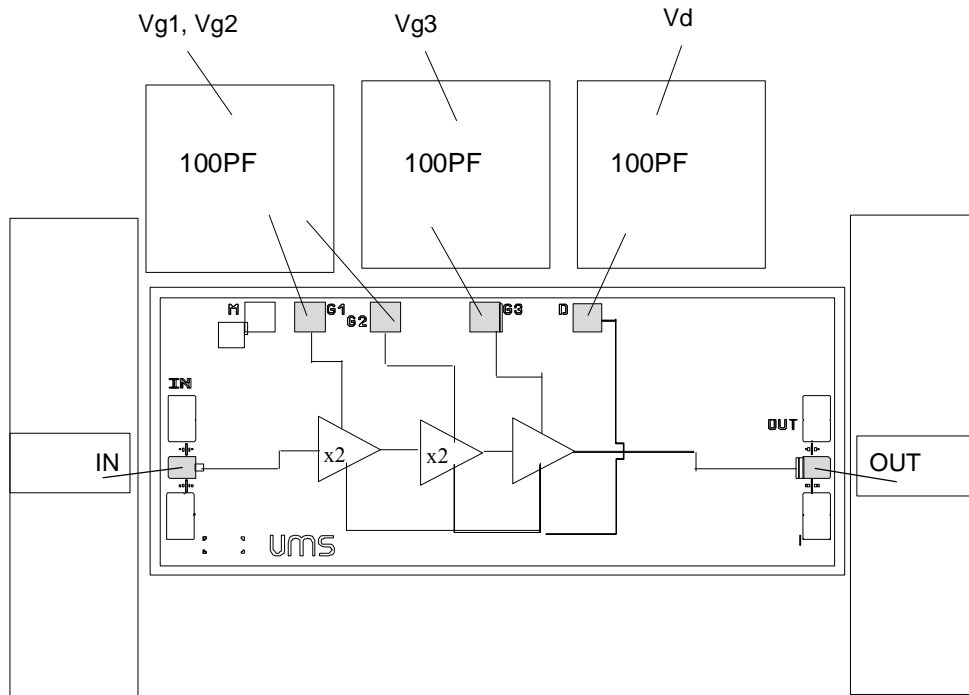 Vg1, Vg2
Vg3
Vd
100PF
100PF
100PF
M
G1
G2
G3
D
IN
OUT
IN
x2
x2
OUT
I
UMS